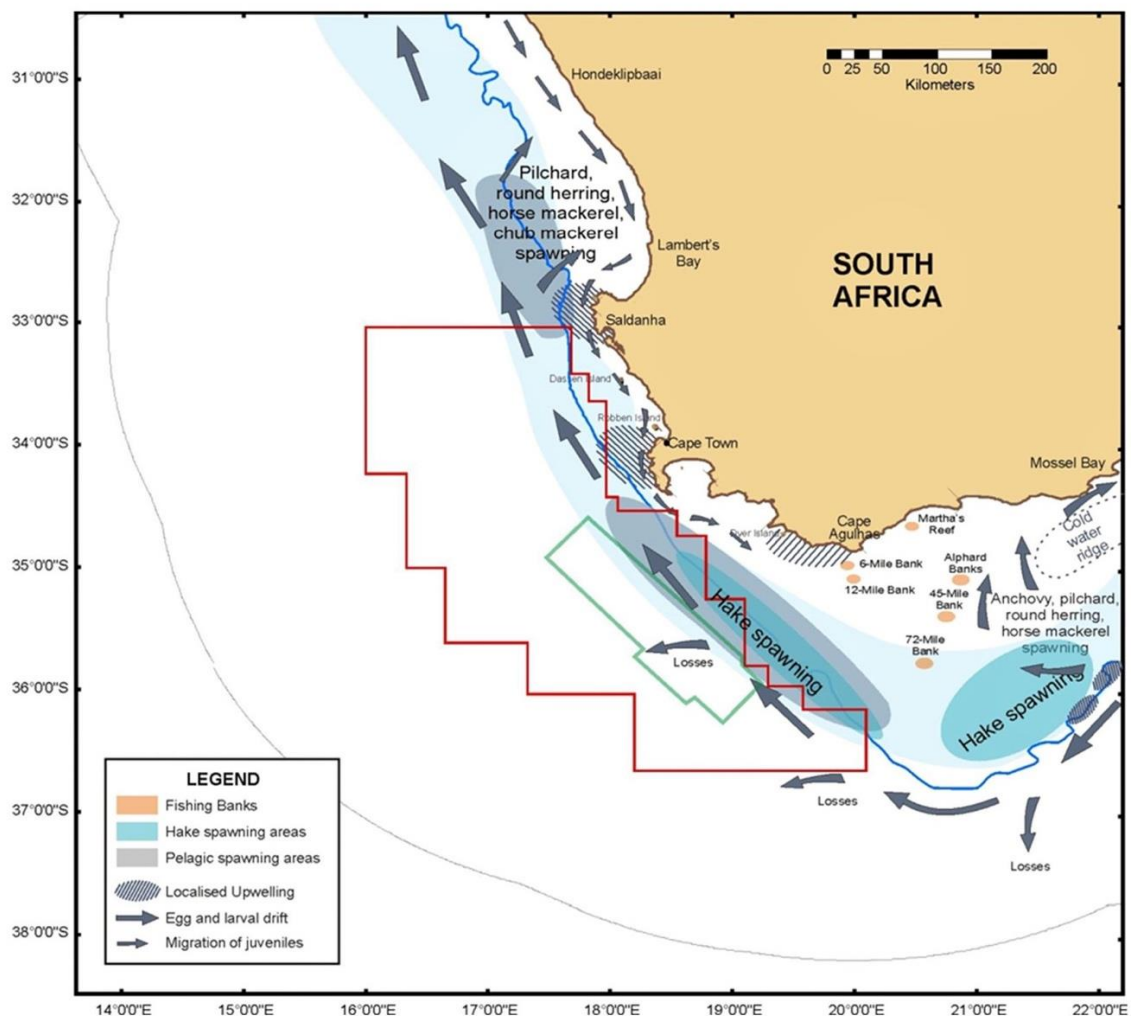 31°0'0"S
32°0'0"S
33°0'0"S
34°0'0"S
35°0'0"S
36°0'0"S
37°0'0"S
38°0'0"S
Hondeklipbaai
0 25 50 100 150 200
Kilometers
Pilchard,
round herring,
horse mackerel,
chub mackerel
spawning
Lambert's
Bay
SOUTH
AFRICA
Saldanha
Dassen Island
Robben Island
Cape Town
Mossel Bay
Cold
water
ridge
Dyer Island
Cape
Agulhas
Martha's
Reef
6-Mile Bank
12-Mile Bank
Alphard
Banks
45-Mile
Bank
72-Mile
Bank
Anchovy, pilchard,
round herring,
horse mackerel
spawning
Hake spawning
Hake spawning
Losses
Losses
Losses
LEGEND
Fishing Banks
Hake spawning areas
Pelagic spawning areas
Localised Upwelling
Egg and larval drift
Migration of juveniles
14°0'0"E 15°0'0"E 16°0'0"E 17°0'0"E 18°0'0"E 19°0'0"E 20°0'0"E 21°0'0"E 22°0'0"E